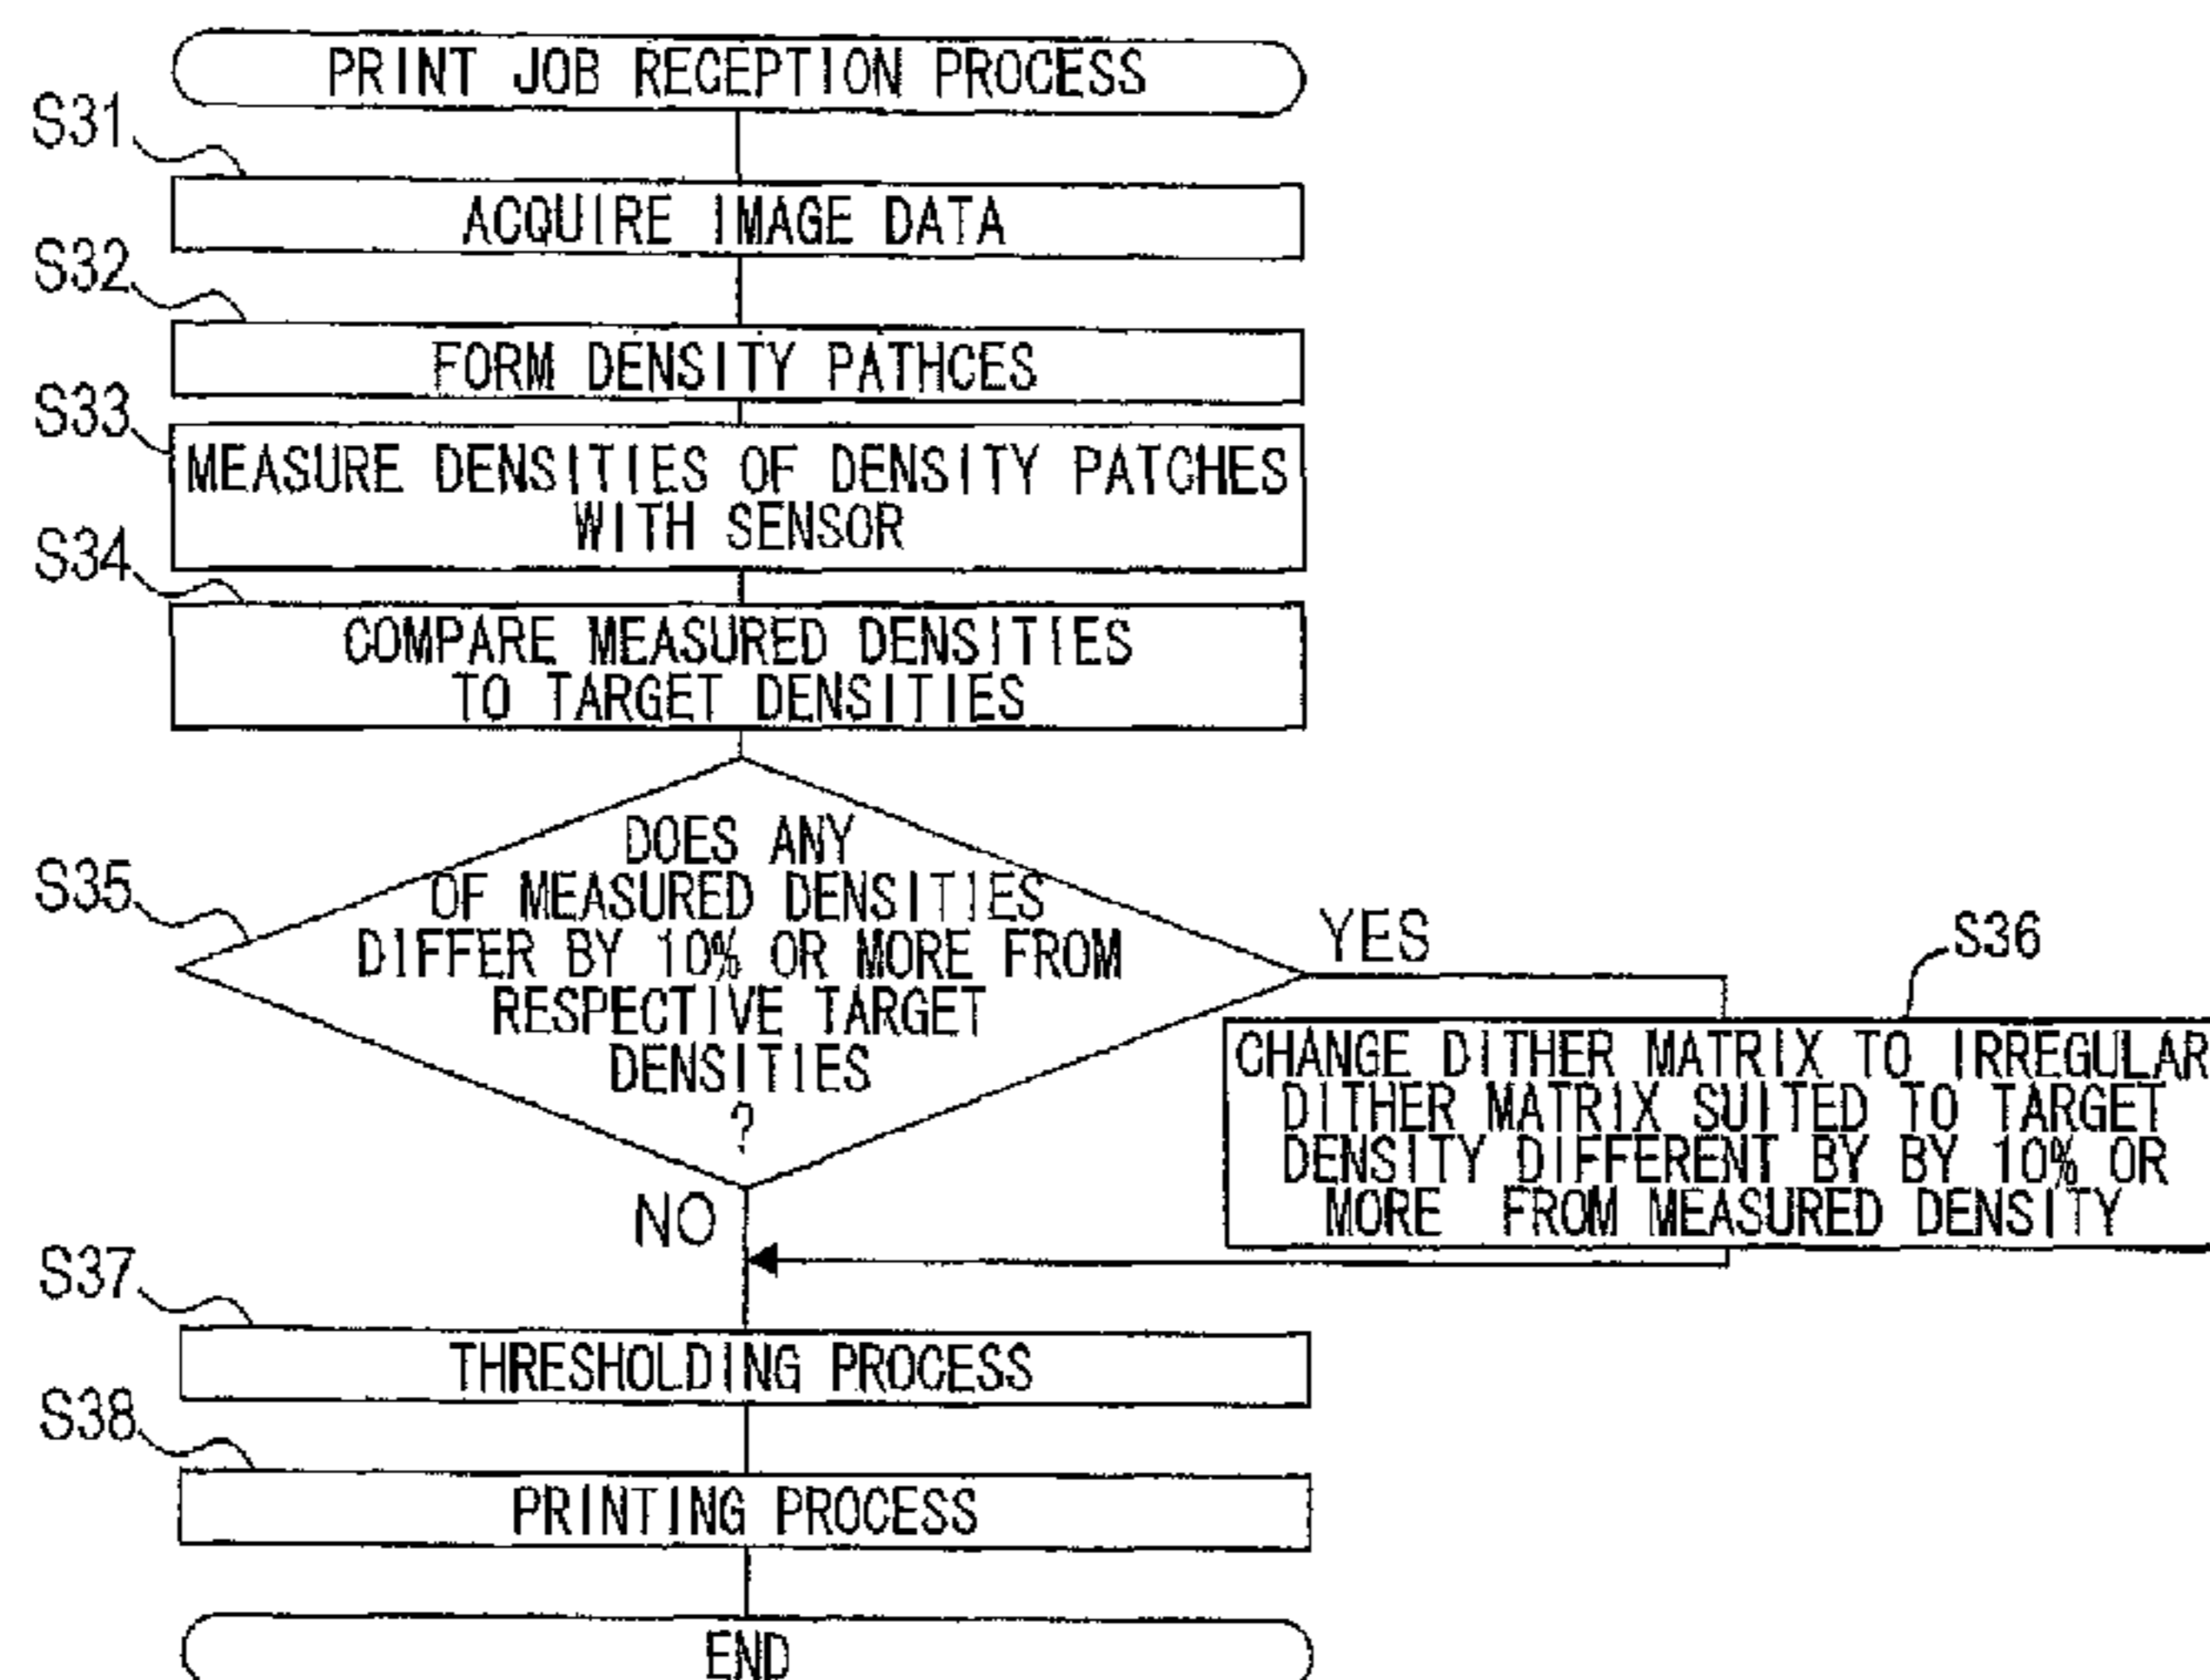 PRINT JOB RECEPTION PROCESS
S31
ACQUIRE IMAGE DATA
S32
FORM DENSITY PATHCES
S33
MEASURE DENSITIES OF DENSITY PATCHES
WITH SENSOR
S34
COMPARE MEASURED DENSITIES
TO TARGET DENSITIES
S35
DOES ANY
OF MEASURED DENSITIES
DIFFER BY 10% OR MORE FROM
RESPECTIVE TARGET
DENSITIES
?
YES
S36
CHANGE DITHER MATRIX TO IRREGULAR
DITHER MATRIX SUITED TO TARGET
DENSITY DIFFERENT BY BY 10% OR
MORE FROM MEASURED DENSITY
NO
S37
THRESHOLDING PROCESS
S38
PRINTING PROCESS
END